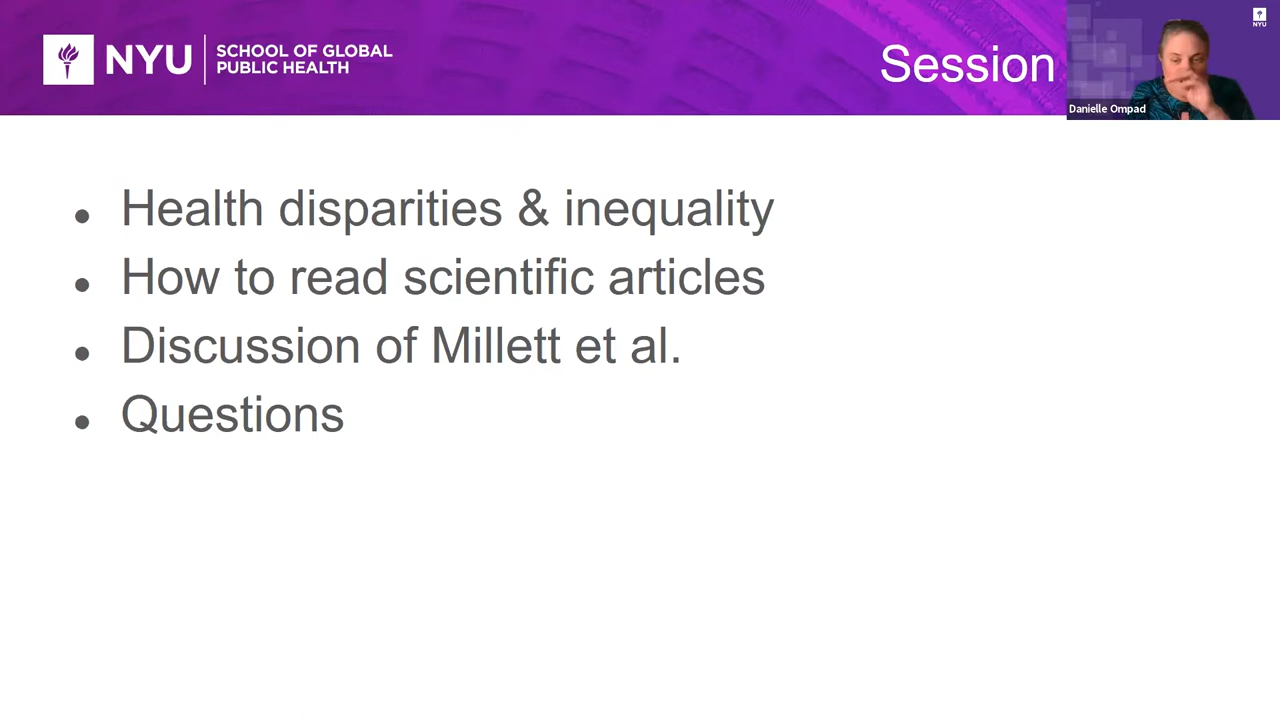 NYU
SCHOOL OF GLOBAL
PUBLIC HEALTH
Session
NYU
Danielle Ompad
• Health disparities & inequality
• How to read scientific articles
• Discussion of Millett et al.
• Questions